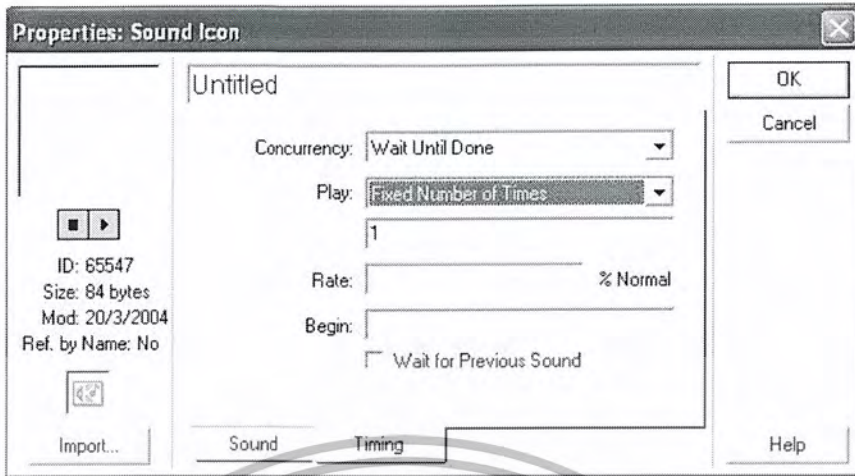 Properties: Sound Icon
Untitled
OK
Cancel
Concurrency: Wait Until Done
Play: Fixed Number of Times
1
Rate: % Normal
Begin:
Wait for Previous Sound
ID: 65547
Size: 84 bytes
Mod: 20/3/2004
Ref. by Name: No
Import...
Sound
Timing
Help